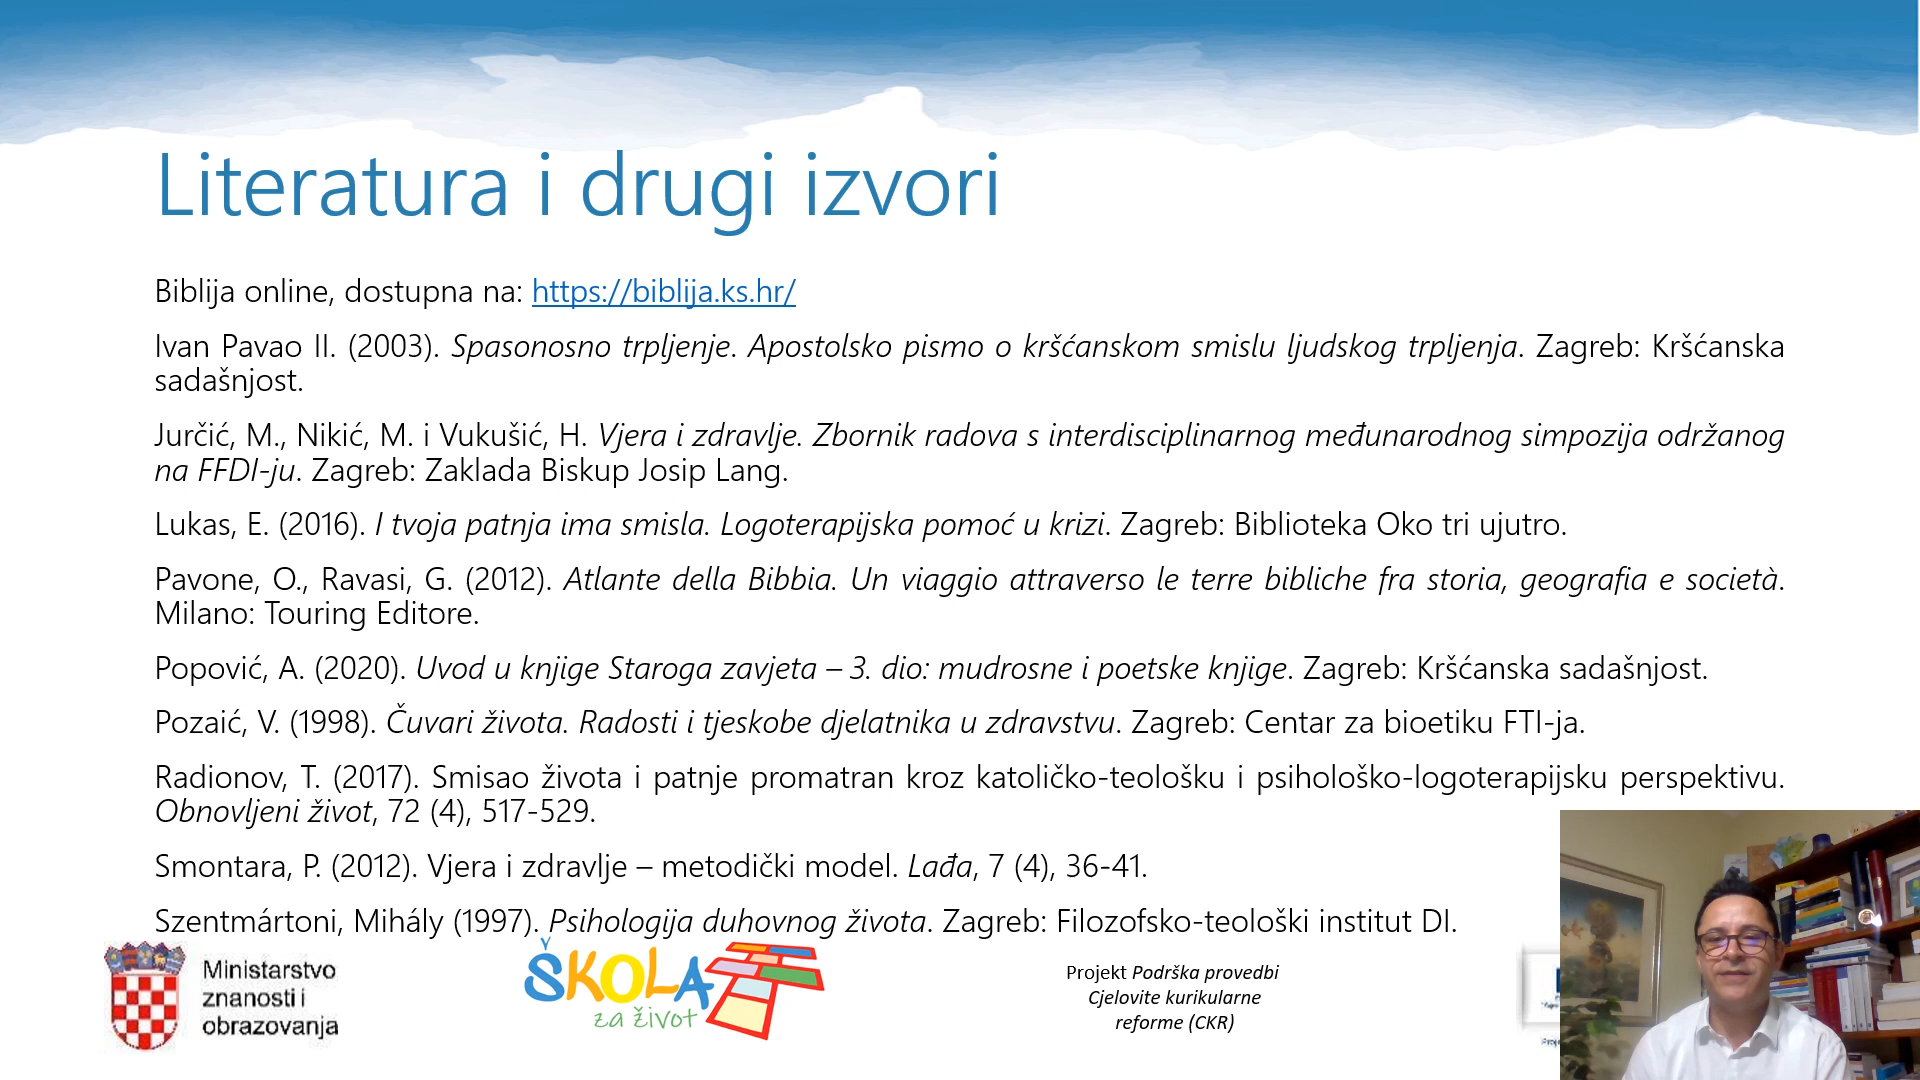 Literatura i drugi izvori
Biblija online, dostupna na: https://biblija.ks.hr/
Ivan Pavao II. (2003). Spasonosno trpljenje. Apostolsko pismo o kršćanskom smislu ljudskog trpljenja. Zagreb: Kršćanska
sadašnjost.
Jurčić, M., Nikić, M. i Vukušić, H. Vjera i zdravlje. Zbornik radova s interdisciplinarnog međunarodnog simpozija održanog
na FFDI-ju. Zagreb: Zaklada Biskup Josip Lang.
Lukas, E. (2016). I tvoja patnja ima smisla. Logoterapijska pomoć u krizi. Zagreb: Biblioteka Oko tri ujutro.
Pavone, O., Ravasi, G. (2012). Atlante della Bibbia. Un viaggio attraverso le terre bibliche fra storia, geografia e società.
Milano: Touring Editore.
Popović, A. (2020). Uvod u knjige Staroga zavjeta – 3. dio: mudrosne i poetske knjige. Zagreb: Kršćanska sadašnjost.
Pozaić, V. (1998). Čuvari života. Radosti i tjeskobe djelatnika u zdravstvu. Zagreb: Centar za bioetiku FTI-ja.
Radionov, T. (2017). Smisao života i patnje promatran kroz katoličko-teološku i psihološko-logoterapijsku perspektivu.
Obnovljeni život, 72 (4), 517-529.
Smontara, P. (2012). Vjera i zdravlje – metodički model. Lađa, 7 (4), 36-41.
Szentmártoni, Mihály (1997). Psihologija duhovnog života. Zagreb: Filozofsko-teološki institut DI.
Ministarstvo
znanosti i
obrazovanja
ŠKOLA
za život
Projekt Podrška provedbi
Cjelovite kurikularne
reforme (CKR)